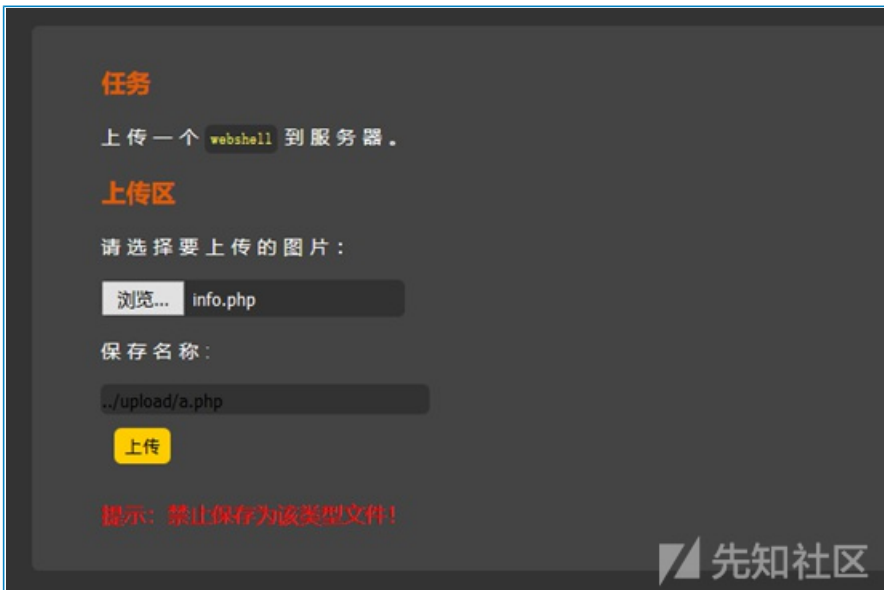 任务
上传一个 webshell 到服务器。
上传区
请选择要上传的图片：
浏览... info.php
保存名称:
../upload/a.php
上传
提示：禁止保存为该类型文件！
先知社区